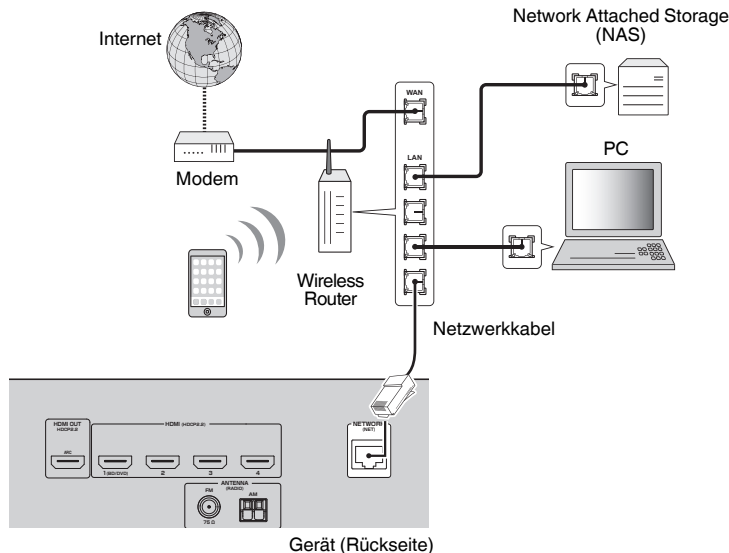 Network Attached Storage
(NAS)
Internet
WAN
PC
LAN
Modem
Wireless
Router
Netzwerkkabel
HDMI OUT
HDCP2.2
HDMI (HDCP2.2)
NETWORK
(NET)
ARC
1 (BD/DVD)
2
3
4
ANTENNA
(RADIO)
FM
AM
75 Ω
Gerät (Rückseite)